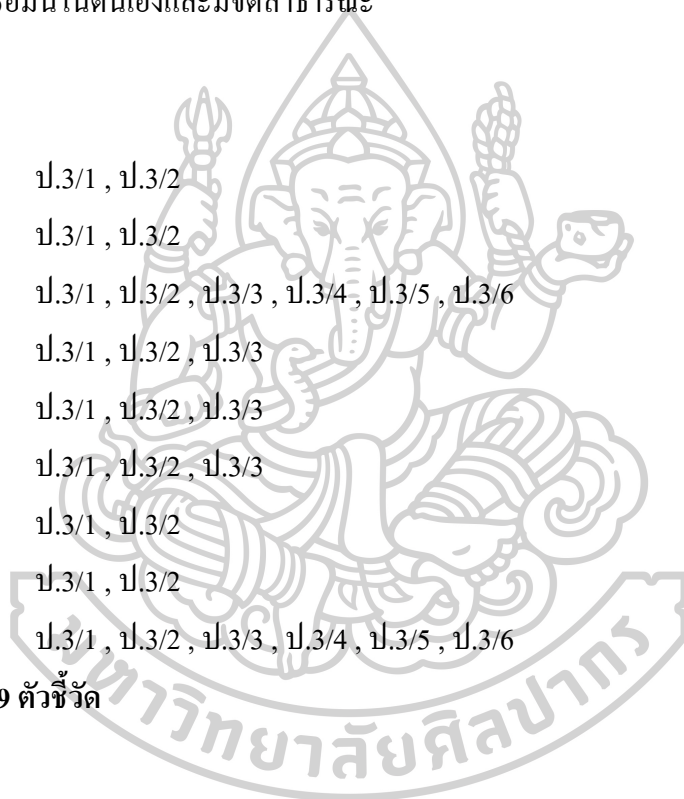 ป.3/1 , ป.3/2
ป.3/1 , ป.3/2
ป.3/1 , ป.3/2 , ป.3/3 , ป.3/4 , ป.3/5 , ป.3/6
ป.3/1 , ป.3/2 , ป.3/3
ป.3/1 , ป.3/2 , ป.3/3
ป.3/1 , ป.3/2 , ป.3/3
ป.3/1 , ป.3/2
ป.3/1 , ป.3/2
ป.3/1 , ป.3/2 , ป.3/3 , ป.3/4 , ป.3/5 , ป.3/6
9 ตัวชี้วัด
มหาวิทยาลัยศิลปากร